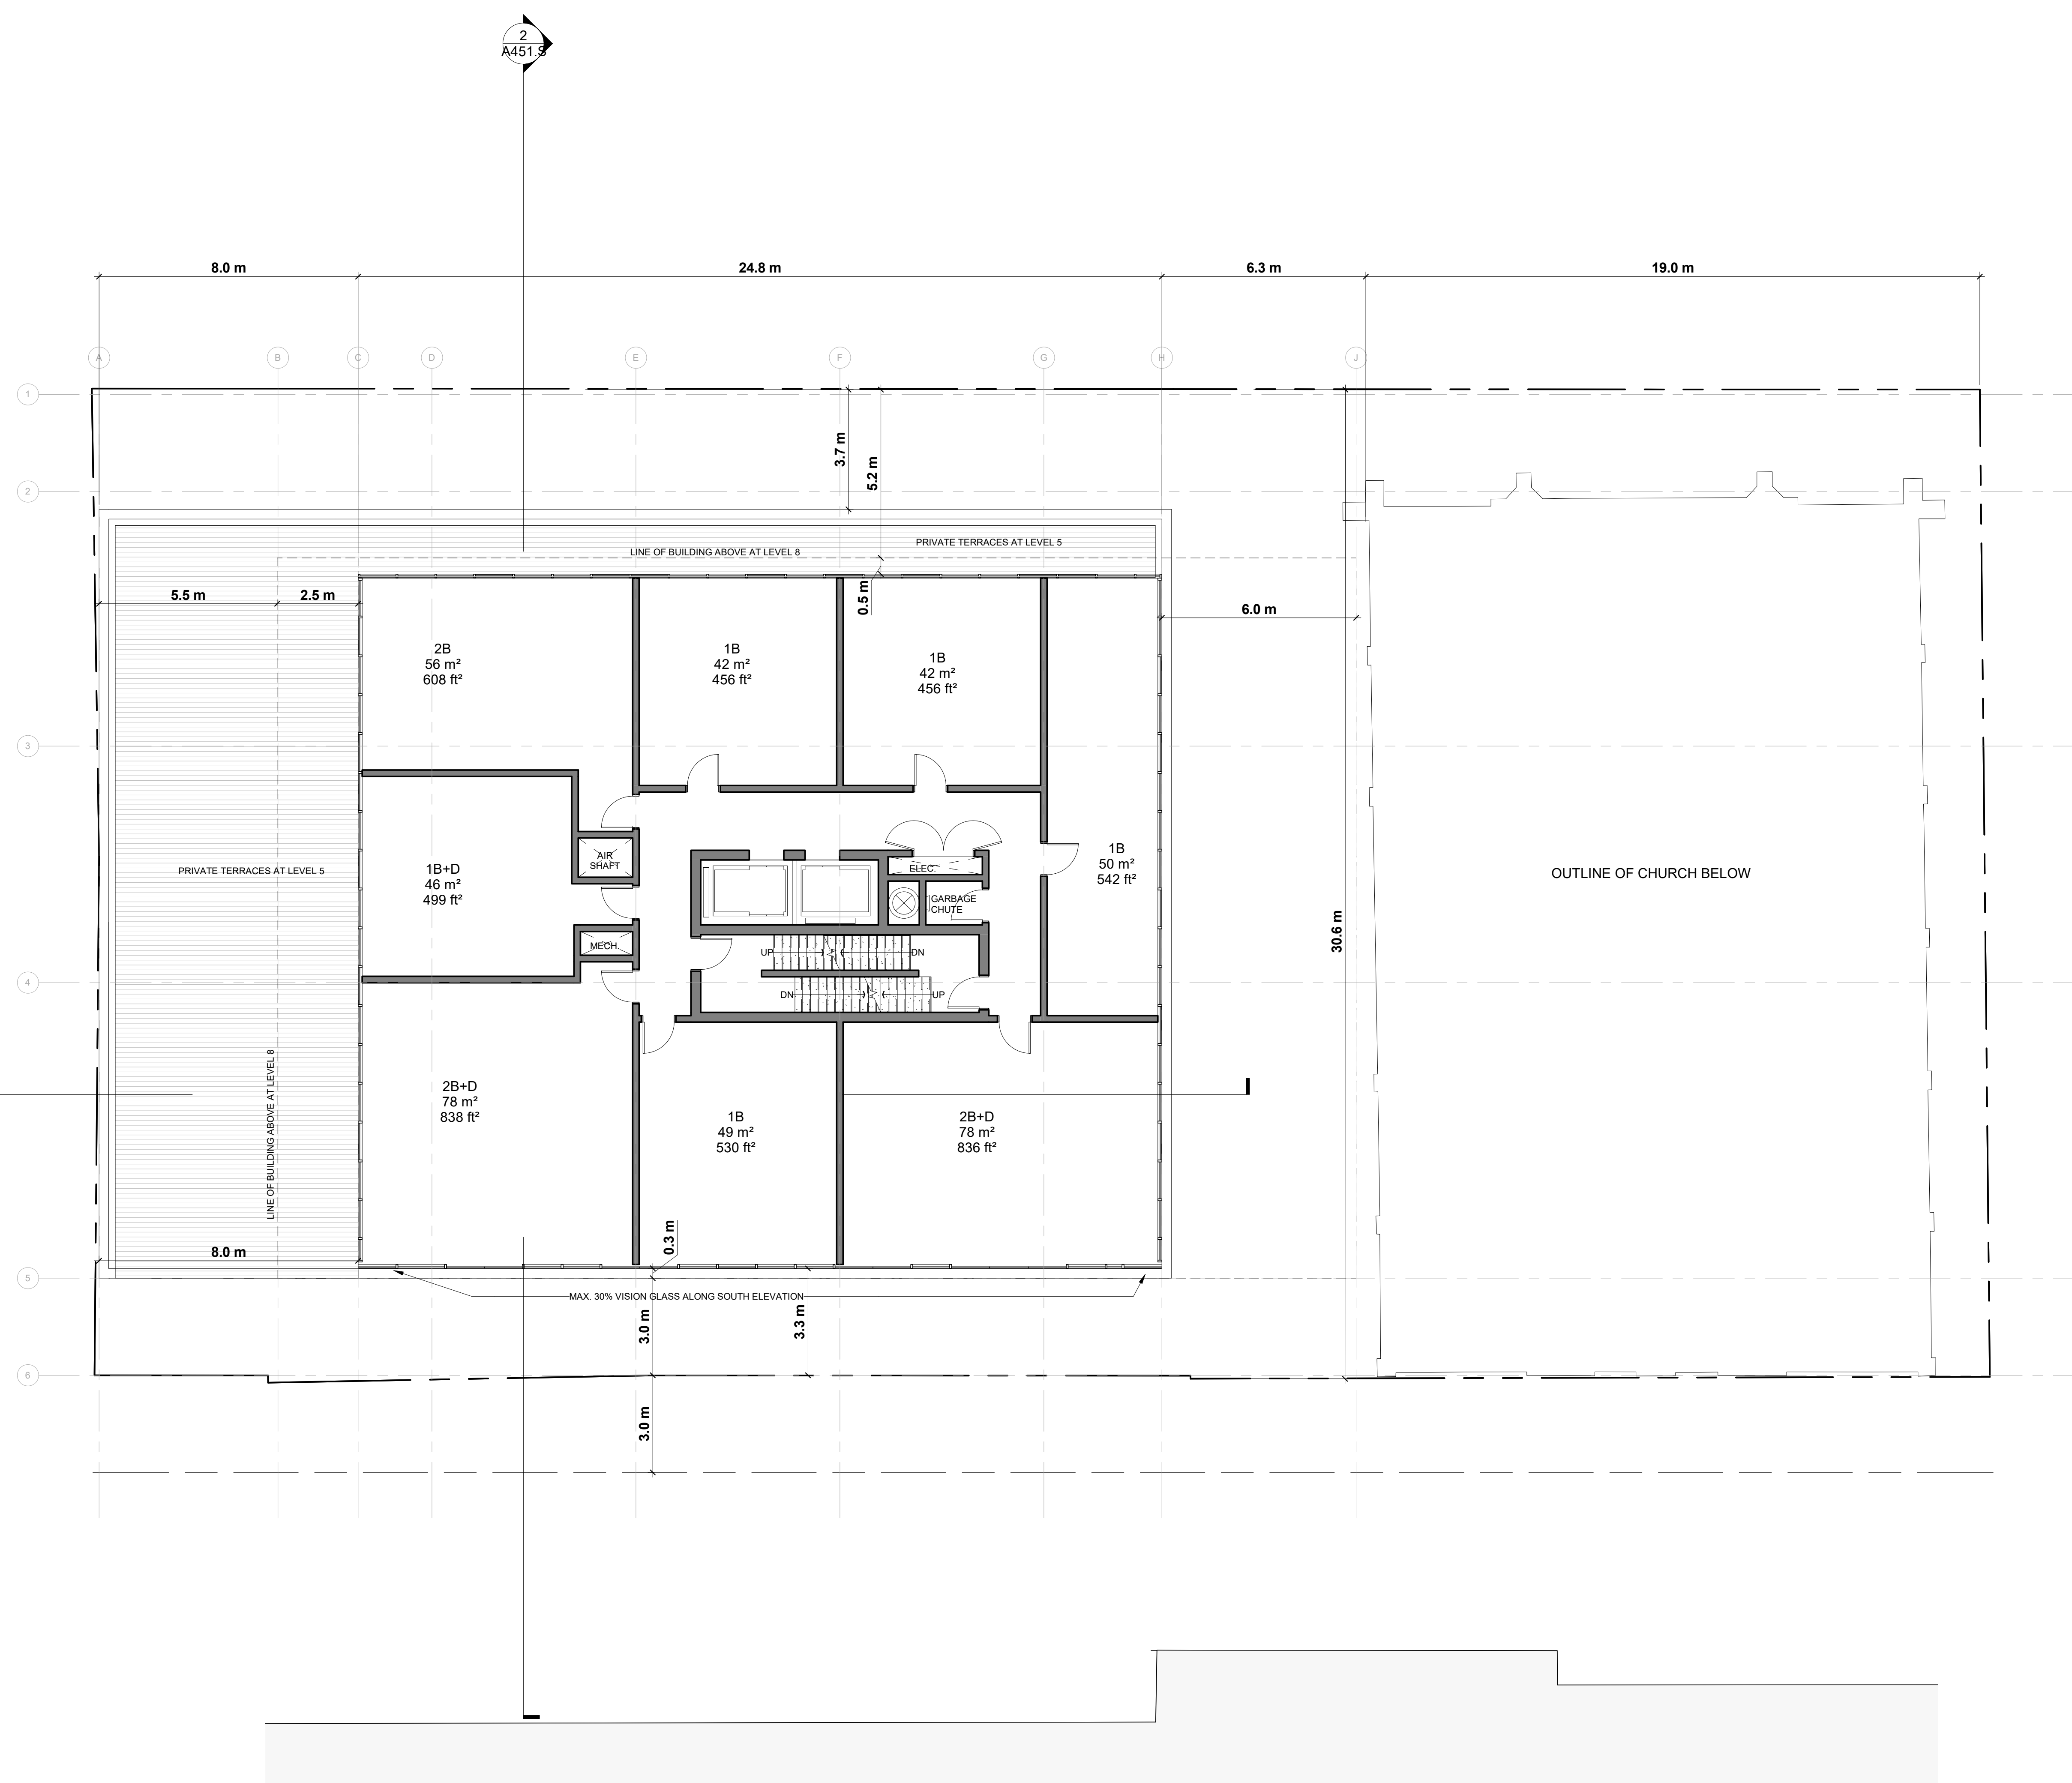 2
A451.S
8.0 m
24.8 m
6.3 m
19.0 m
A
B
C
D
E
F
G
H
J
1
2
3
4
5
6
3.7 m
5.2 m
PRIVATE TERRACES AT LEVEL 5
LINE OF BUILDING ABOVE AT LEVEL 8
5.5 m
2.5 m
0.5 m
6.0 m
2B
56 m²
608 ft²
1B
42 m²
456 ft²
1B
42 m²
456 ft²
PRIVATE TERRACES AT LEVEL 5
1B+D
46 m²
499 ft²
AIR
SHAFT
MECH.
ELEC.
GARBAGE
CHUTE
1B
50 m²
542 ft²
OUTLINE OF CHURCH BELOW
30.6 m
UP
DN
DN
UP
LINE OF BUILDING ABOVE AT LEVEL 8
2B+D
78 m²
838 ft²
1B
49 m²
530 ft²
2B+D
78 m²
836 ft²
8.0 m
0.3 m
MAX. 30% VISION GLASS ALONG SOUTH ELEVATION
3.0 m
3.3 m
3.0 m